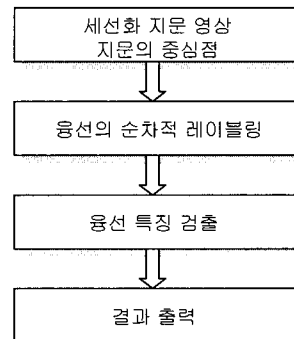 세선화 지문 영상
지문의 중심점
융선의 순차적 레이블링
융선 특징 검출
결과 출력